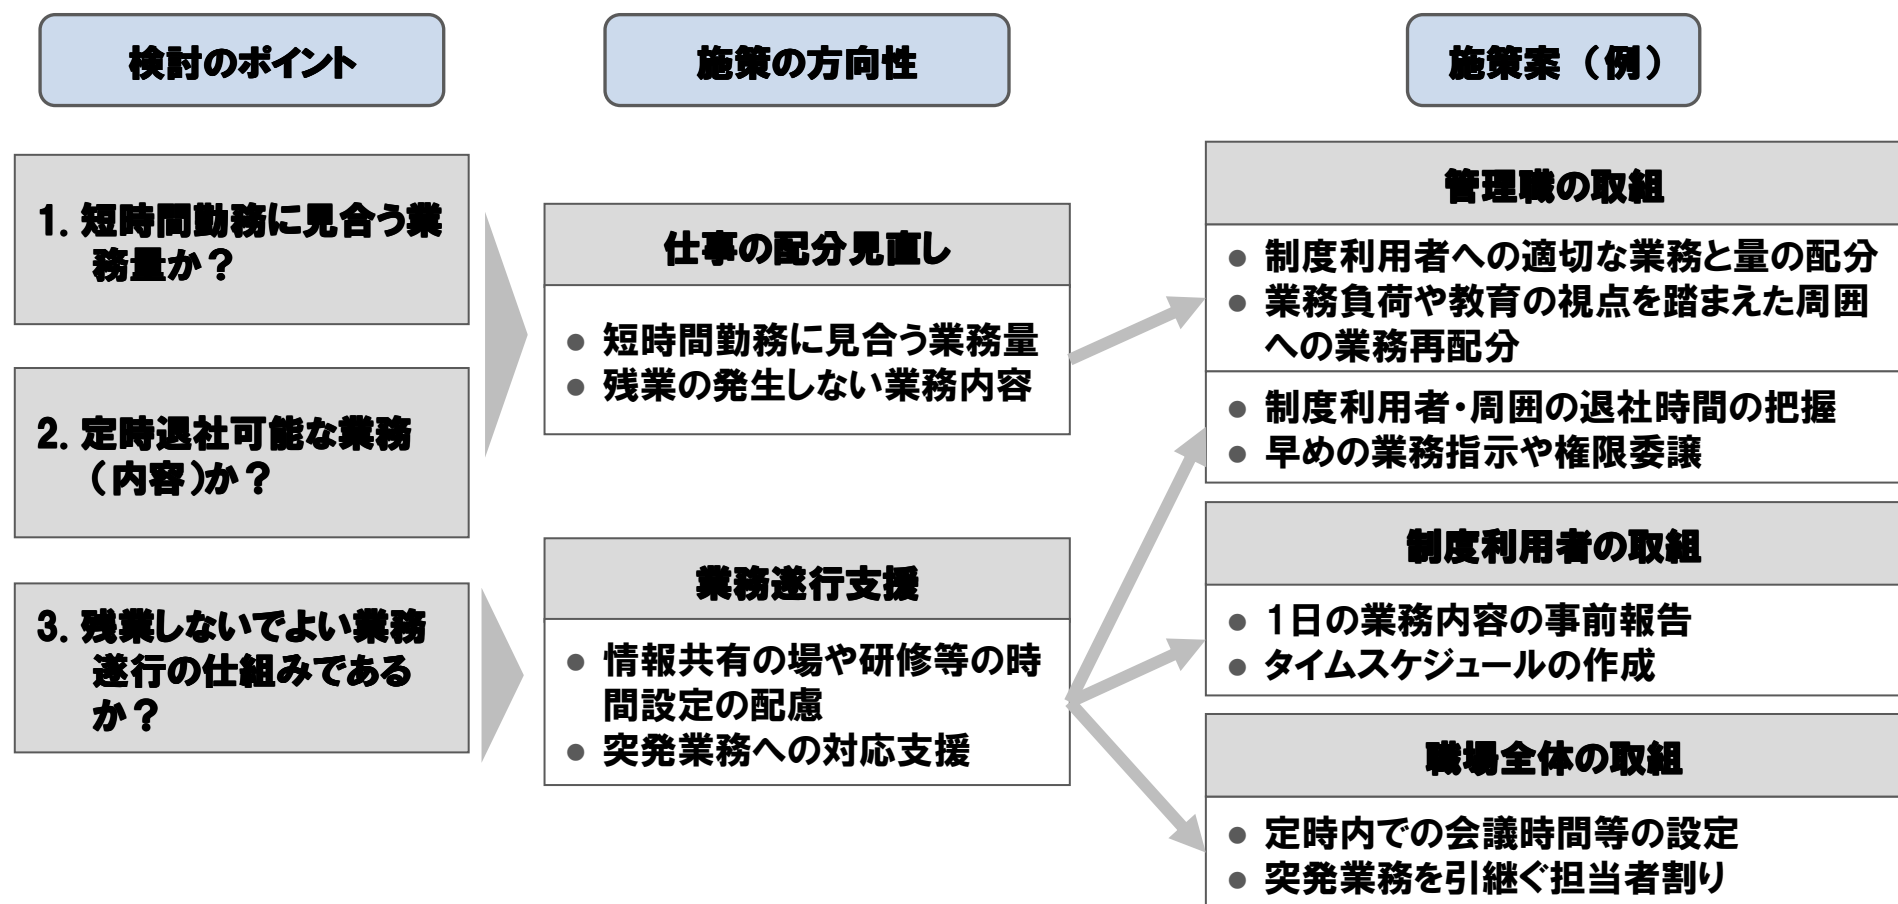 検討のポイント
施策の方向性
施策案（例）
1. 短時間勤務に見合う業
務量か？
2. 定時退社可能な業務
（内容）か？
3. 残業しないでよい業務
遂行の仕組みである
か？
仕事の配分見直し
● 短時間勤務に見合う業務量
● 残業の発生しない業務内容
業務遂行支援
● 情報共有の場や研修等の時
間設定の配慮
● 突発業務への対応支援
管理職の取組
● 制度利用者への適切な業務と量の配分
● 業務負荷や教育の視点を踏まえた周囲
への業務再配分
● 制度利用者・周囲の退社時間の把握
● 早めの業務指示や権限委譲
制度利用者の取組
● 1日の業務内容の事前報告
● タイムスケジュールの作成
職場全体の取組
● 定時内での会議時間等の設定
● 突発業務を引継ぐ担当者割り